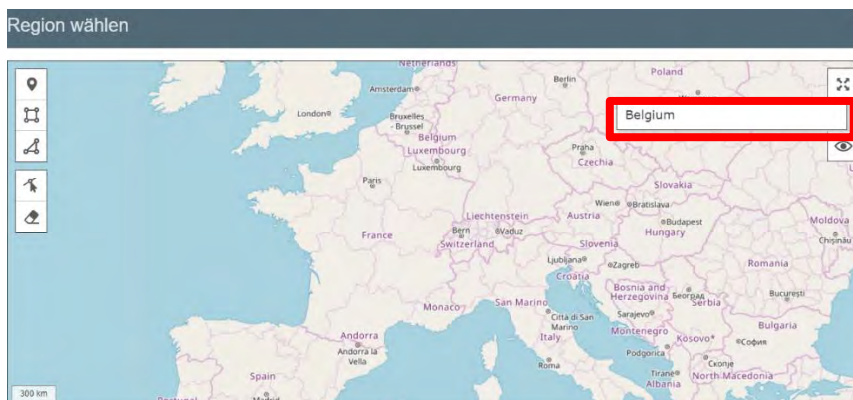 Region wählen
Netherlands
Amsterdam
Berlin
Poland
Germany
London
Belgium
Bruxelles
- Brussel
Belgium
Luxembourg
Luxembourg
Praha
Czechia
Paris
Slovakia
Wien
Bratislava
Liechtenstein
Austria
Budapest
Moldova
France
Bern
Vaduz
Hungary
Chișinău
Switzerland
Slovenia
Ljubljana
Zagreb
Romania
Croatia
Bosnia and
Herzegovina
Београд
Serbia
București
Monaco
San Marino
Città di San
Marino
Sarajevo
Andorra
Italy
Montenegro
Kosovo*
Bulgaria
София
Andorra la
Vella
Podgorica
Скопје
Roma
Spain
Tiranë
North Macedonia
Albania
300 km
Portugal
Madrid